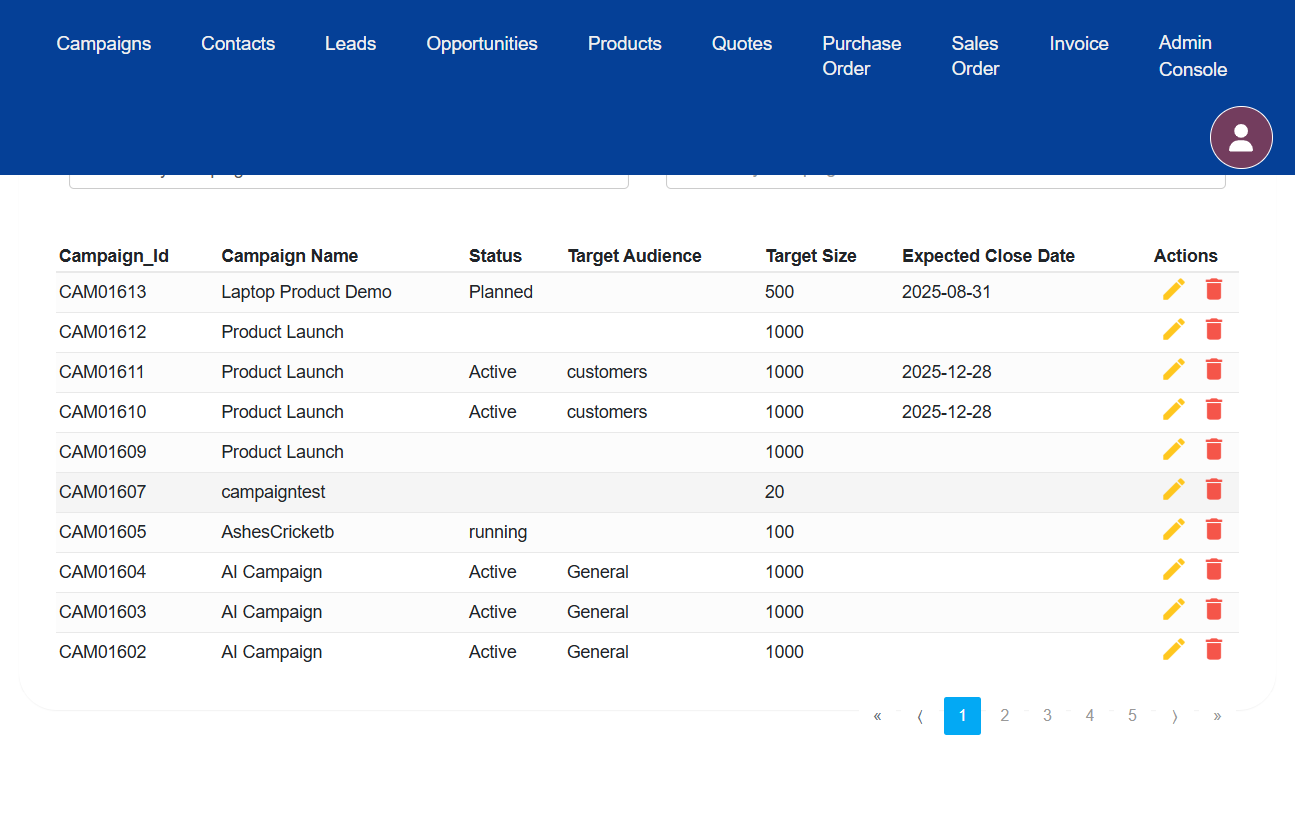 Campaigns Contacts Leads Opportunities Products Quotes Purchase Order Sales Order Invoice Admin Console
Campaign_Id Campaign Name Status Target Audience Target Size Expected Close Date Actions
CAM01613 Laptop Product Demo Planned 500 2025-08-31
CAM01612 Product Launch 1000
CAM01611 Product Launch Active customers 1000 2025-12-28
CAM01610 Product Launch Active customers 1000 2025-12-28
CAM01609 Product Launch 1000
CAM01607 campaigntest 20
CAM01605 AshesCricketb running 100
CAM01604 AI Campaign Active General 1000
CAM01603 AI Campaign Active General 1000
CAM01602 AI Campaign Active General 1000
« ⟨ 1 2 3 4 5 ⟩ »